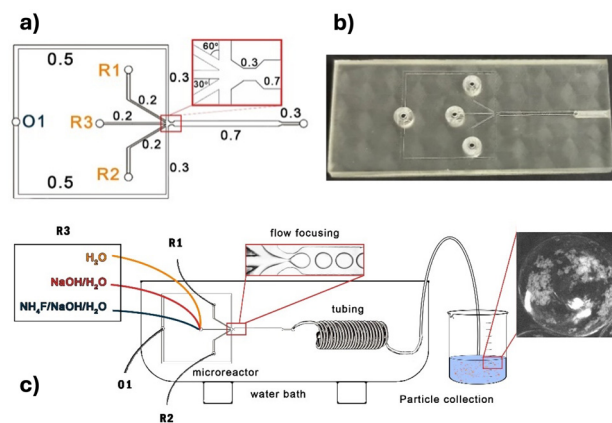 a)
0.5
R1
0.3
60°
0.3
30°
0.7
0.2
O1
R3
0.2
0.3
0.2
0.7
0.5
R2
0.3
b)
R3
H₂O
NaOH/H₂O
NH₄F/NaOH/H₂O
R1
flow focusing
tubing
O1
microreactor
c)
R2
water bath
Particle collection